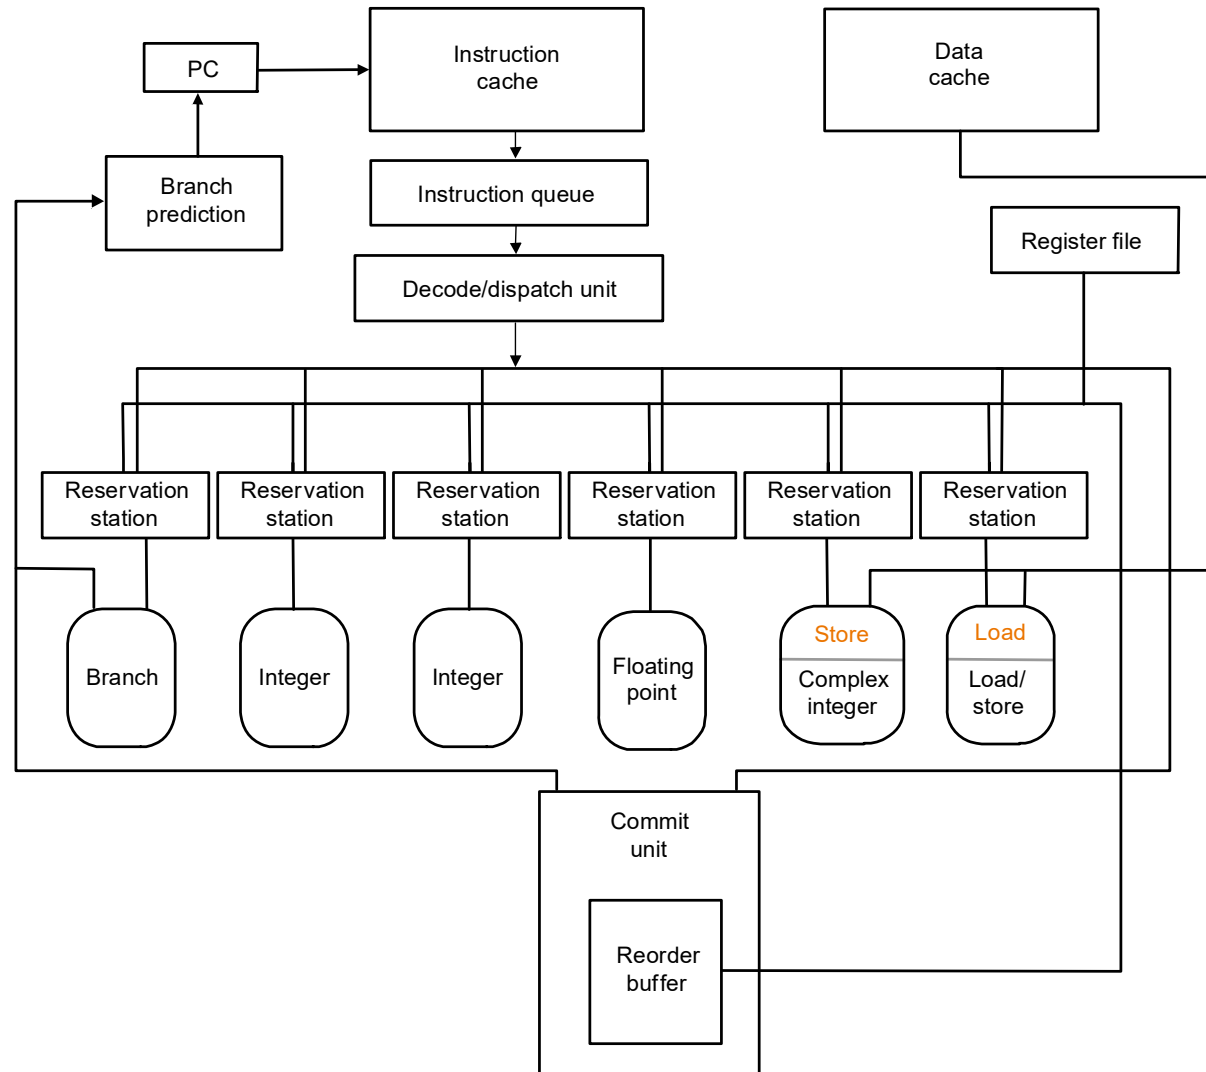 PC
Instruction
cache
Data
cache
Branch
prediction
Instruction queue
Register file
Decode/dispatch unit
Reservation
station
Reservation
station
Reservation
station
Reservation
station
Reservation
station
Reservation
station
Branch
Integer
Integer
Floating
point
Store
Complex
integer
Load
Load/
store
Commit
unit
Reorder
buffer